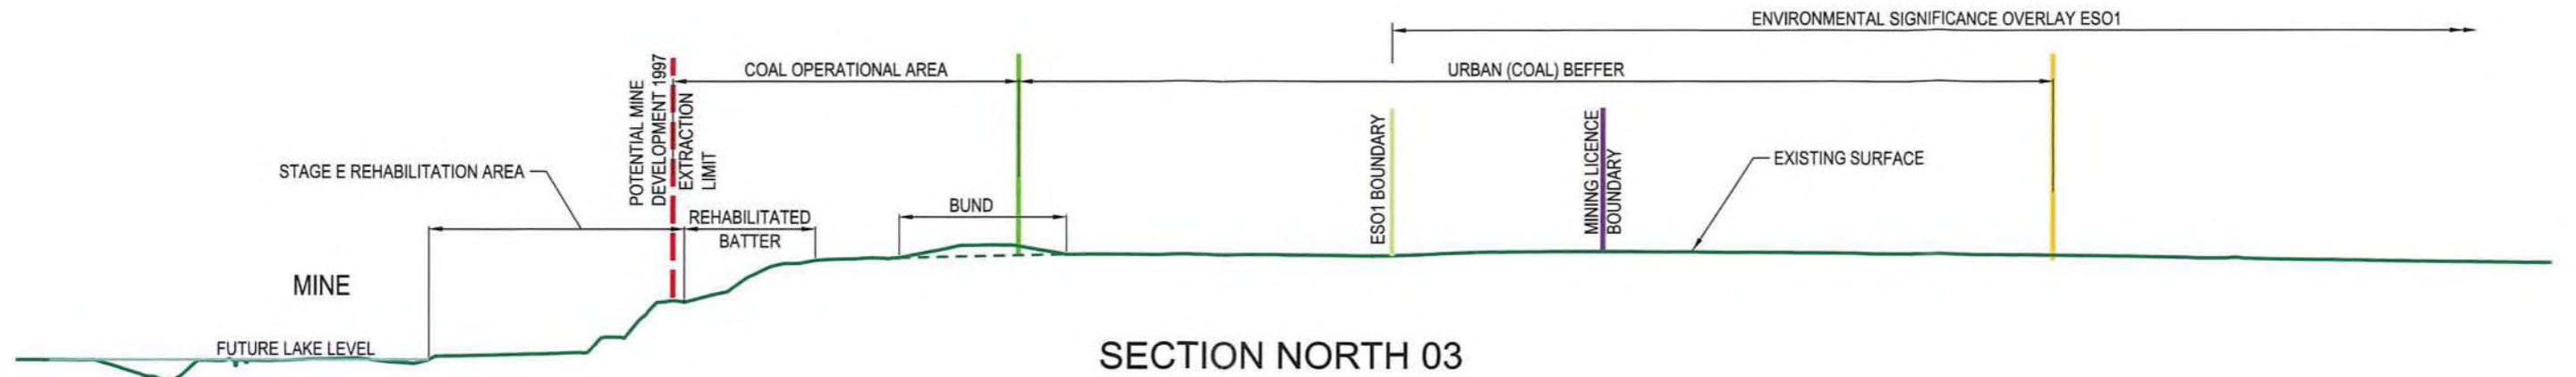 ENVIRONMENTAL SIGNIFICANCE OVERLAY ESO1
COAL OPERATIONAL AREA
URBAN (COAL) BEFFER
POTENTIAL MINE
DEVELOPMENT 1997
EXTRACTION
LIMIT
ESO1 BOUNDARY
MINING LICENCE
BOUNDARY
EXISTING SURFACE
STAGE E REHABILITATION AREA
REHABILITATED
BATTER
BUND
MINE
FUTURE LAKE LEVEL
SECTION NORTH 03